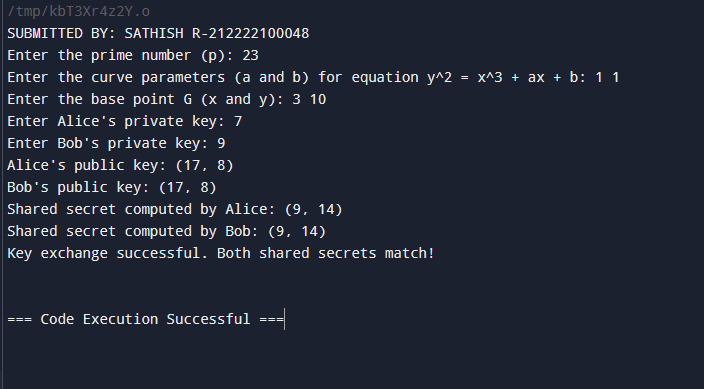 /tmp/kbT3Xr4z2Y.o
SUBMITTED BY: SATHISH R-212222100048
Enter the prime number (p): 23
Enter the curve parameters (a and b) for equation y^2 = x^3 + ax + b: 1 1
Enter the base point G (x and y): 3 10
Enter Alice's private key: 7
Enter Bob's private key: 9
Alice's public key: (17, 8)
Bob's public key: (17, 8)
Shared secret computed by Alice: (9, 14)
Shared secret computed by Bob: (9, 14)
Key exchange successful. Both shared secrets match!
=== Code Execution Successful ===